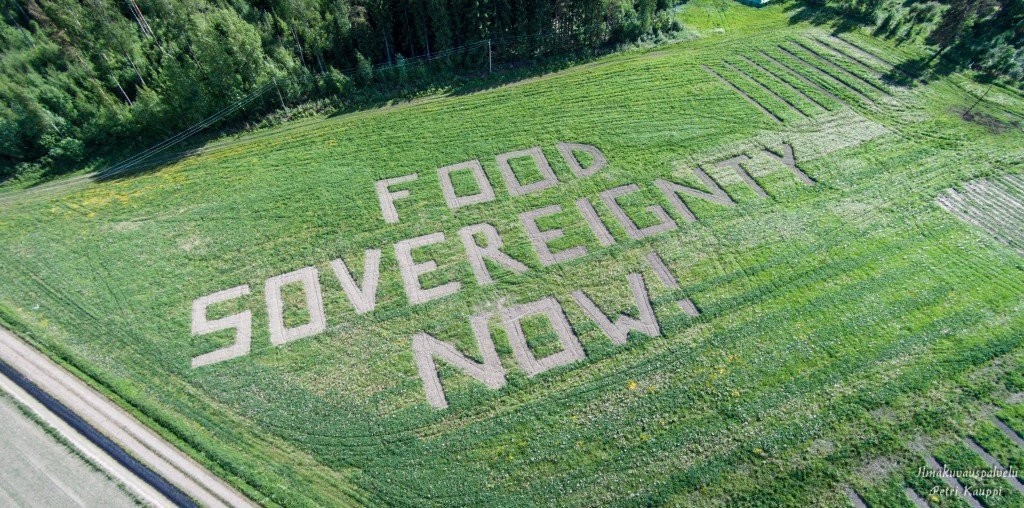 FOOD
SOVEREIGNTY
NOW!
Ilmakuvauspalvelu
Petri Kauppi